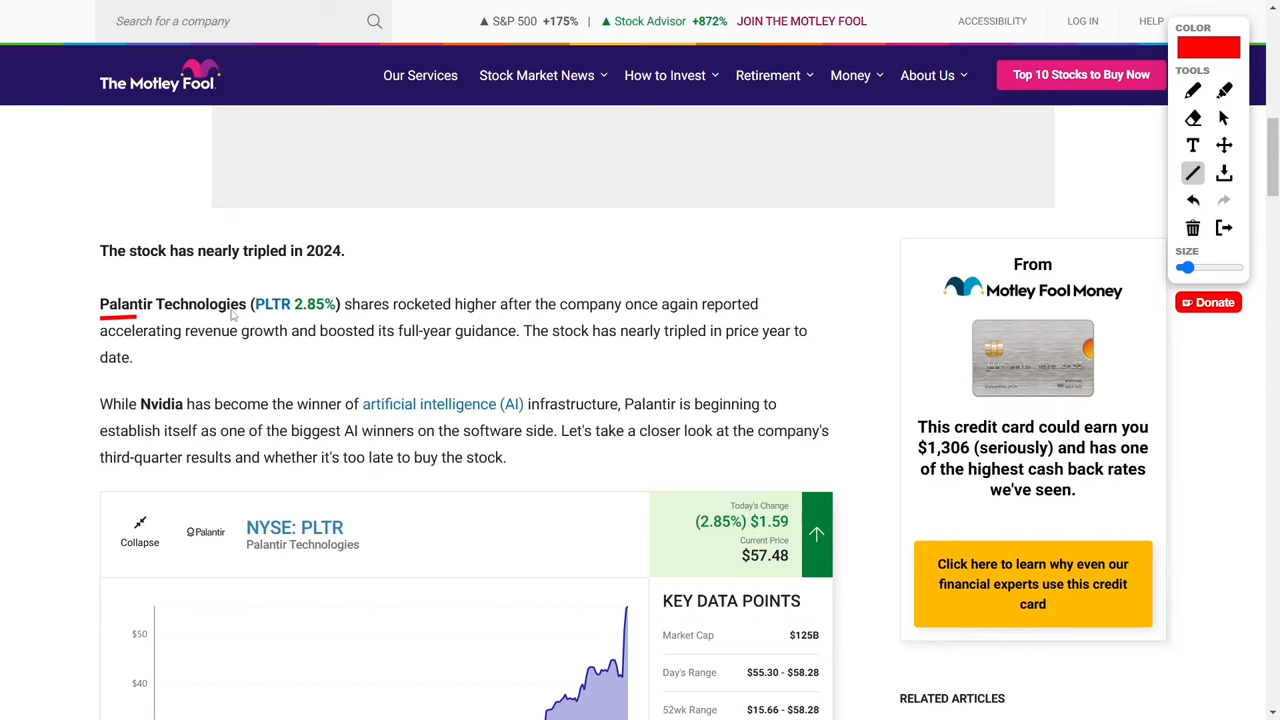 Search for a company
▲ S&P 500 +175% | ▲ Stock Advisor +872% JOIN THE MOTLEY FOOL
ACCESSIBILITY LOG IN HELP
The Motley Fool
Our Services Stock Market News How to Invest Retirement Money About Us
Top 10 Stocks to Buy Now
COLOR
TOOLS
T
SIZE
Donate
The stock has nearly tripled in 2024.
Palantir Technologies (PLTR 2.85%) shares rocketed higher after the company once again reported
accelerating revenue growth and boosted its full-year guidance. The stock has nearly tripled in price year to
date.
While Nvidia has become the winner of artificial intelligence (AI) infrastructure, Palantir is beginning to
establish itself as one of the biggest AI winners on the software side. Let's take a closer look at the company's
third-quarter results and whether it's too late to buy the stock.
Collapse
Palantir
NYSE: PLTR
Palantir Technologies
Today's Change
(2.85%) $1.59
Current Price
$57.48
$50
$40
KEY DATA POINTS
Market Cap $125B
Day's Range $55.30 - $58.28
52wk Range $15.66 - $58.28
From
Motley Fool Money
This credit card could earn you
$1,306 (seriously) and has one
of the highest cash back rates
we've seen.
Click here to learn why even our
financial experts use this credit
card
RELATED ARTICLES